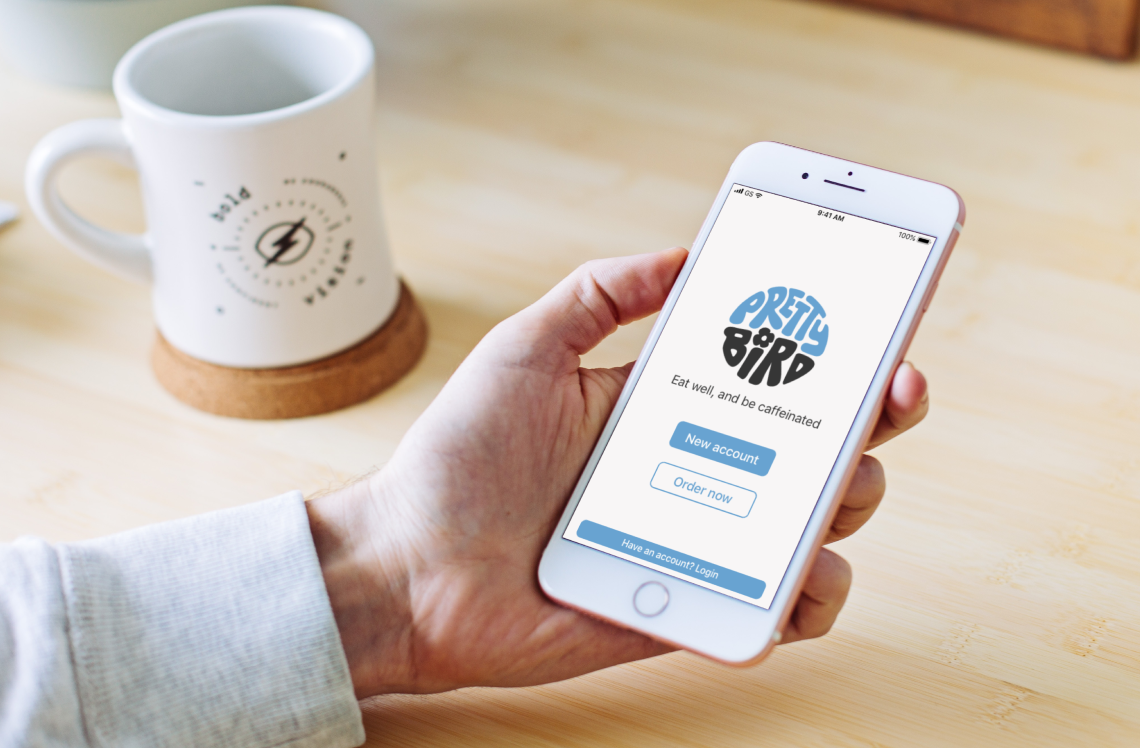 bold
vision
GS
9:41 AM
100%
PRETTY
BIRD
Eat well, and be caffeinated
New account
Order now
Have an account? Login